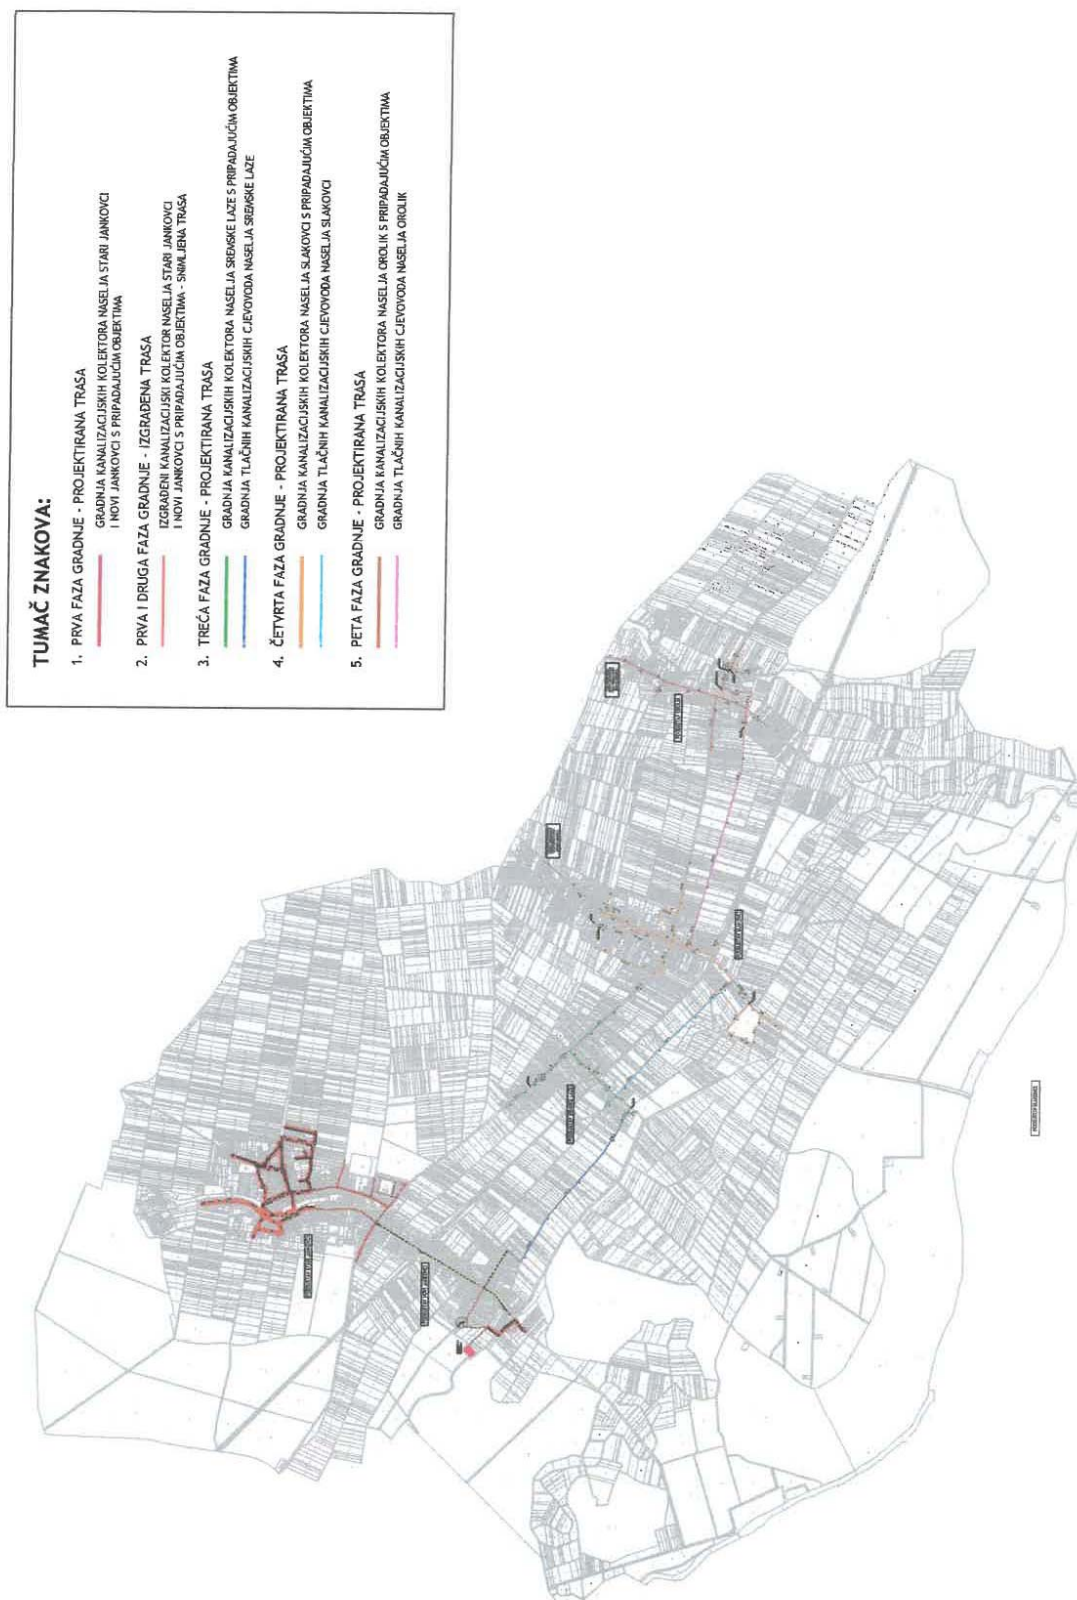 TUMAČ ZNAKOVA:
1. PRVA FAZA GRADNJE - PROJEKTIRANA TRASA
GRADNJA KANALIZACIJSKIH KOLEKTORA NASELJA STARI JANKOVCI
I NOVI JANKOVCI S PRIPADAJUĆIM OBJEKTIMA
2. PRVA I DRUGA FAZA GRADNJE - IZGRAĐENA TRASA
IZGRAĐENI KANALIZACIJSKI KOLEKTOR NASELJA STARI JANKOVCI
I NOVI JANKOVCI S PRIPADAJUĆIM OBJEKTIMA - SNIMLJENA TRASA
3. TREĆA FAZA GRADNJE - PROJEKTIRANA TRASA
GRADNJA KANALIZACIJSKIH KOLEKTORA NASELJA SREMSKE LAZE S PRIPADAJUĆIM OBJEKTIMA
GRADNJA TLAČNIH KANALIZACIJSKIH CJEVOVODA NASELJA SREMSKE LAZE
4. ČETVRTA FAZA GRADNJE - PROJEKTIRANA TRASA
GRADNJA KANALIZACIJSKIH KOLEKTORA NASELJA SLAKOVCI S PRIPADAJUĆIM OBJEKTIMA
GRADNJA TLAČNIH KANALIZACIJSKIH CJEVOVODA NASELJA SLAKOVCI
5. PETA FAZA GRADNJE - PROJEKTIRANA TRASA
GRADNJA KANALIZACIJSKIH KOLEKTORA NASELJA OROLIK S PRIPADAJUĆIM OBJEKTIMA
GRADNJA TLAČNIH KANALIZACIJSKIH CJEVOVODA NASELJA OROLIK